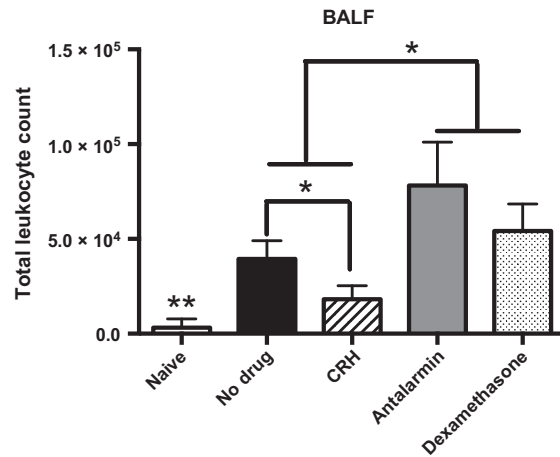 BALF
Total leukocyte count
1.5 × 10⁵
1.0 × 10⁵
5.0 × 10⁴
0.0
*
*
**
Naive
No drug
CRH
Antalarmin
Dexamethasone